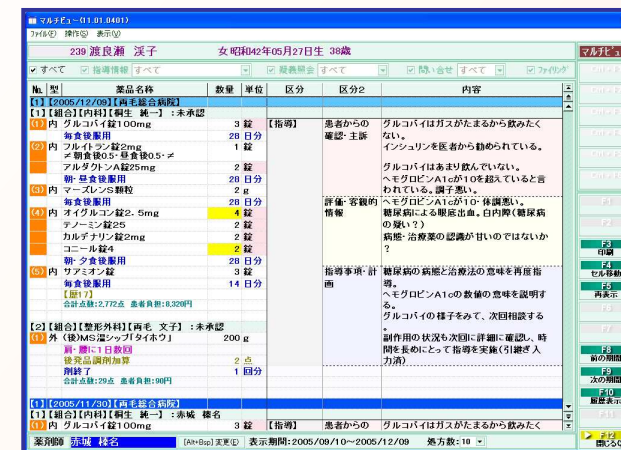 マルチビュー(11.01.0401)
ファイル(F) 操作(S) 表示(V)
239 渡良瀬 渓子 女 昭和42年05月27日生 38歳 マルチビュ
すべて 指導情報 すべて 疑義照会 すべて 問い合せ すべて ファイリング
No. 型 薬品名称 数量 単位 区分 区分2 内容
【1】【2005/12/09】【両毛総合病院】
【1】【組合】【内科】【桐生 純一】:未承認
(1) 内 グルコバイ錠100mg 3 錠 【指導】 患者からの グルコバイはガスがたまるから飲みたく
毎食後服用 28 日分 確認・主訴 ない。
(2) 内 フルイトラン錠2mg 1 錠 インシュリンを医者から勧められている。
≠朝食後0.5・昼食後0.5・≠
アルダクトンA錠25mg 2 錠 グルコバイはあまり飲んでいない。
朝・昼食後服用 28 日分 ヘモグロビンA1cが10を超えていると言
(3) 内 マーズレンS顆粒 2 g われている。調子悪い。
毎食後服用 28 日分 評価・客観的 ヘモグロビンA1cが10・体調悪い。
(4) 内 オイグルコン錠2.5mg 4 錠 情報 糖尿病による眼底出血。白内障(糖尿病
テノーミン錠25 2 錠 の疑い?)
カルデナリン錠2mg 2 錠 病態・治療薬の認識が甘いのではないか
コニール錠4 2 錠 ?
朝・夕食後服用 28 日分
(5) 内 サアミオン錠 3 錠 指導事項・計 糖尿病の病態と治療法の意味を再度指
毎食後服用 14 日分 画 導。
【歴17】 ヘモグロビンA1cの数値の意味を説明す
合計点数:2,772点 患者負担:8,320円 る。
グルコバイの様子をみて、次回相談する
【2】【組合】【整形外科】【両毛 文子】:未承認 。
(1) 外 (後)MS温シップ「タイホウ」 200 g 副作用の状況も次回に詳細に確認し、時
肩・腰に1日数回 間を長めにとって指導を実施(引継ぎ入
後発品調剤加算 2 点 力済)
剤終了 1 回分
合計点数:29点 患者負担:90円
【1】【2005/11/30】【両毛総合病院】
【1】【組合】【内科】【桐生 純一】:赤城 榛名
(1) 内 グルコバイ錠100mg 3 錠 【指導】 患者からの グルコバイはガスがたまるから飲みたく
薬剤師 赤城 榛名 [Alt+Bsp] 変更(E) 表示期間:2005/09/10～2005/12/09 処方数:10
F1
F2
F3
印刷
F4
セル移動
F5
再表示
F6
F7
F8
前の期間
F9
次の期間
F10
履歴表示
F11
F12
閉じる